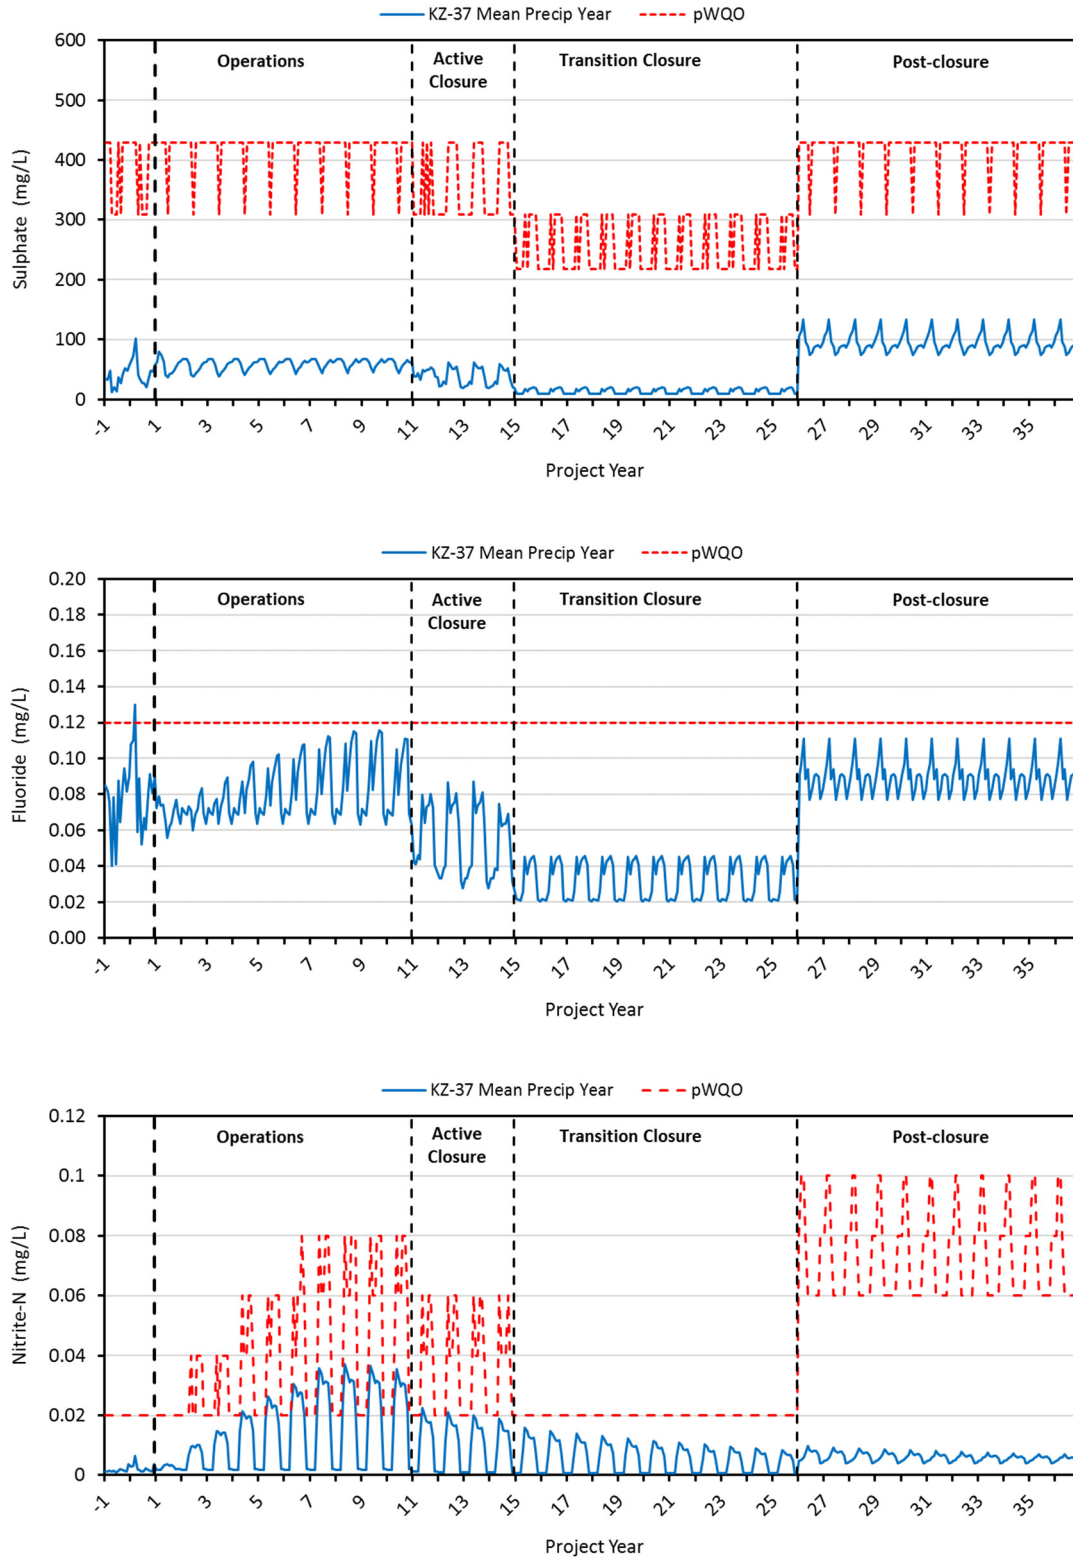 KZ-37 Mean Precip Year pWQO
600
500
400
300
200
100
0
Sulphate (mg/L)
Operations
Active
Closure
Transition Closure
Post-closure
-1 1 3 5 7 9 11 13 15 17 19 21 23 25 27 29 31 33 35
Project Year
KZ-37 Mean Precip Year pWQO
0.20
0.18
0.16
0.14
0.12
0.10
0.08
0.06
0.04
0.02
0.00
Fluoride (mg/L)
Operations
Active
Closure
Transition Closure
Post-closure
-1 1 3 5 7 9 11 13 15 17 19 21 23 25 27 29 31 33 35
Project Year
KZ-37 Mean Precip Year pWQO
0.12
0.1
0.08
0.06
0.04
0.02
0
Nitrite-N (mg/L)
Operations
Active
Closure
Transition Closure
Post-closure
-1 1 3 5 7 9 11 13 15 17 19 21 23 25 27 29 31 33 35
Project Year